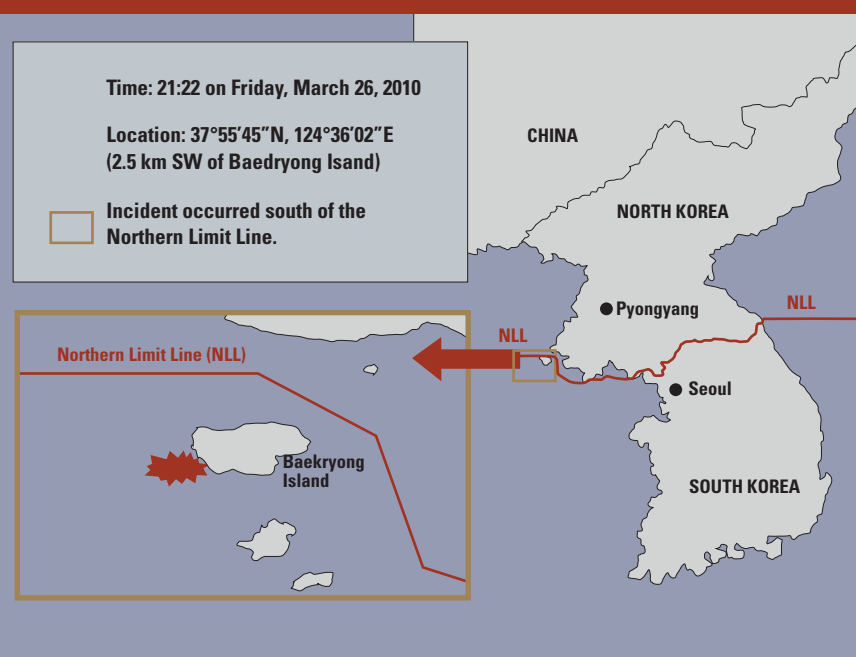 Time: 21:22 on Friday, March 26, 2010
Location: 37°55’45”N, 124°36’02”E
(2.5 km SW of Baedryong Isand)
Incident occurred south of the
Northern Limit Line.
CHINA
NORTH KOREA
Pyongyang
NLL
NLL
Northern Limit Line (NLL)
Seoul
Baekryong
Island
SOUTH KOREA